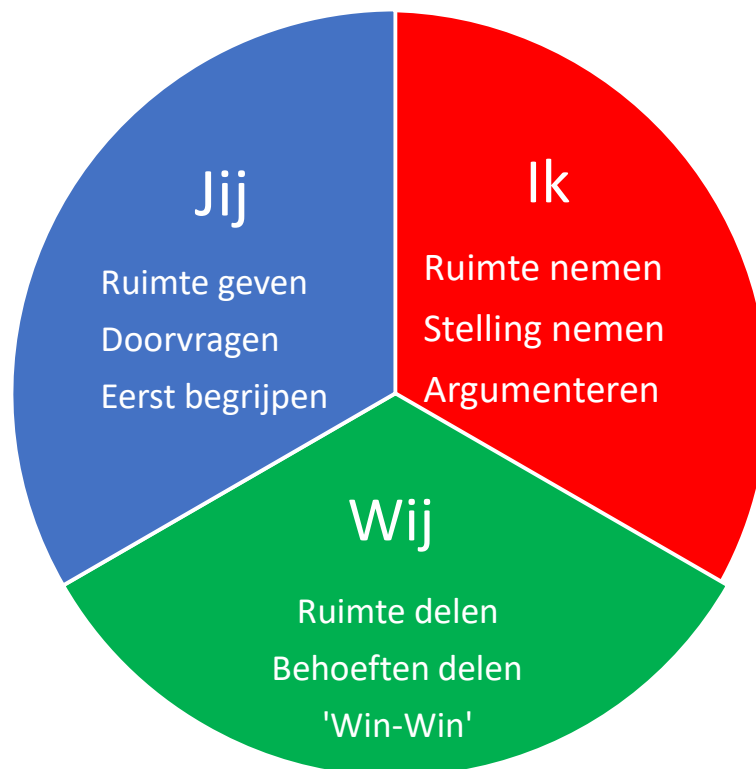 Jij
Ruimte geven
Doorvragen
Eerst begrijpen
Ik
Ruimte nemen
Stelling nemen
Argumenteren
Wij
Ruimte delen
Behoeften delen
'Win-Win'